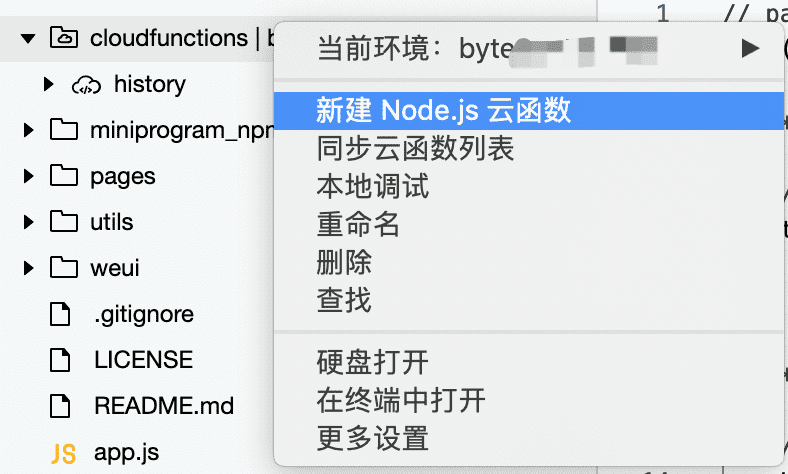 cloudfunctions |
当前环境：byte
history
新建 Node.js 云函数
miniprogram_npm
同步云函数列表
pages
本地调试
utils
重命名
weui
删除
查找
.gitignore
LICENSE
硬盘打开
README.md
在终端中打开
app.js
更多设置
1 //